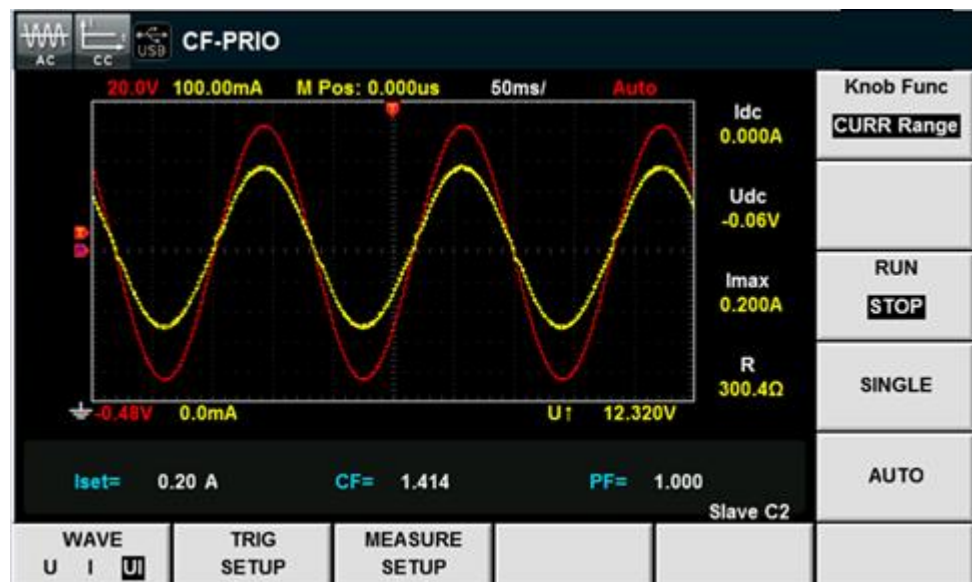 AC CC USB CF-PRIO
20.0V 100.00mA M Pos: 0.000us 50ms/ Auto
T
Idc
0.000A
Udc
-0.06V
Imax
0.200A
R
300.4Ω
-0.48V 0.0mA U↑ 12.320V
Iset= 0.20 A CF= 1.414 PF= 1.000
Slave C2
Knob Func
CURR Range
RUN
STOP
SINGLE
AUTO
WAVE
U I UI
TRIG
SETUP
MEASURE
SETUP